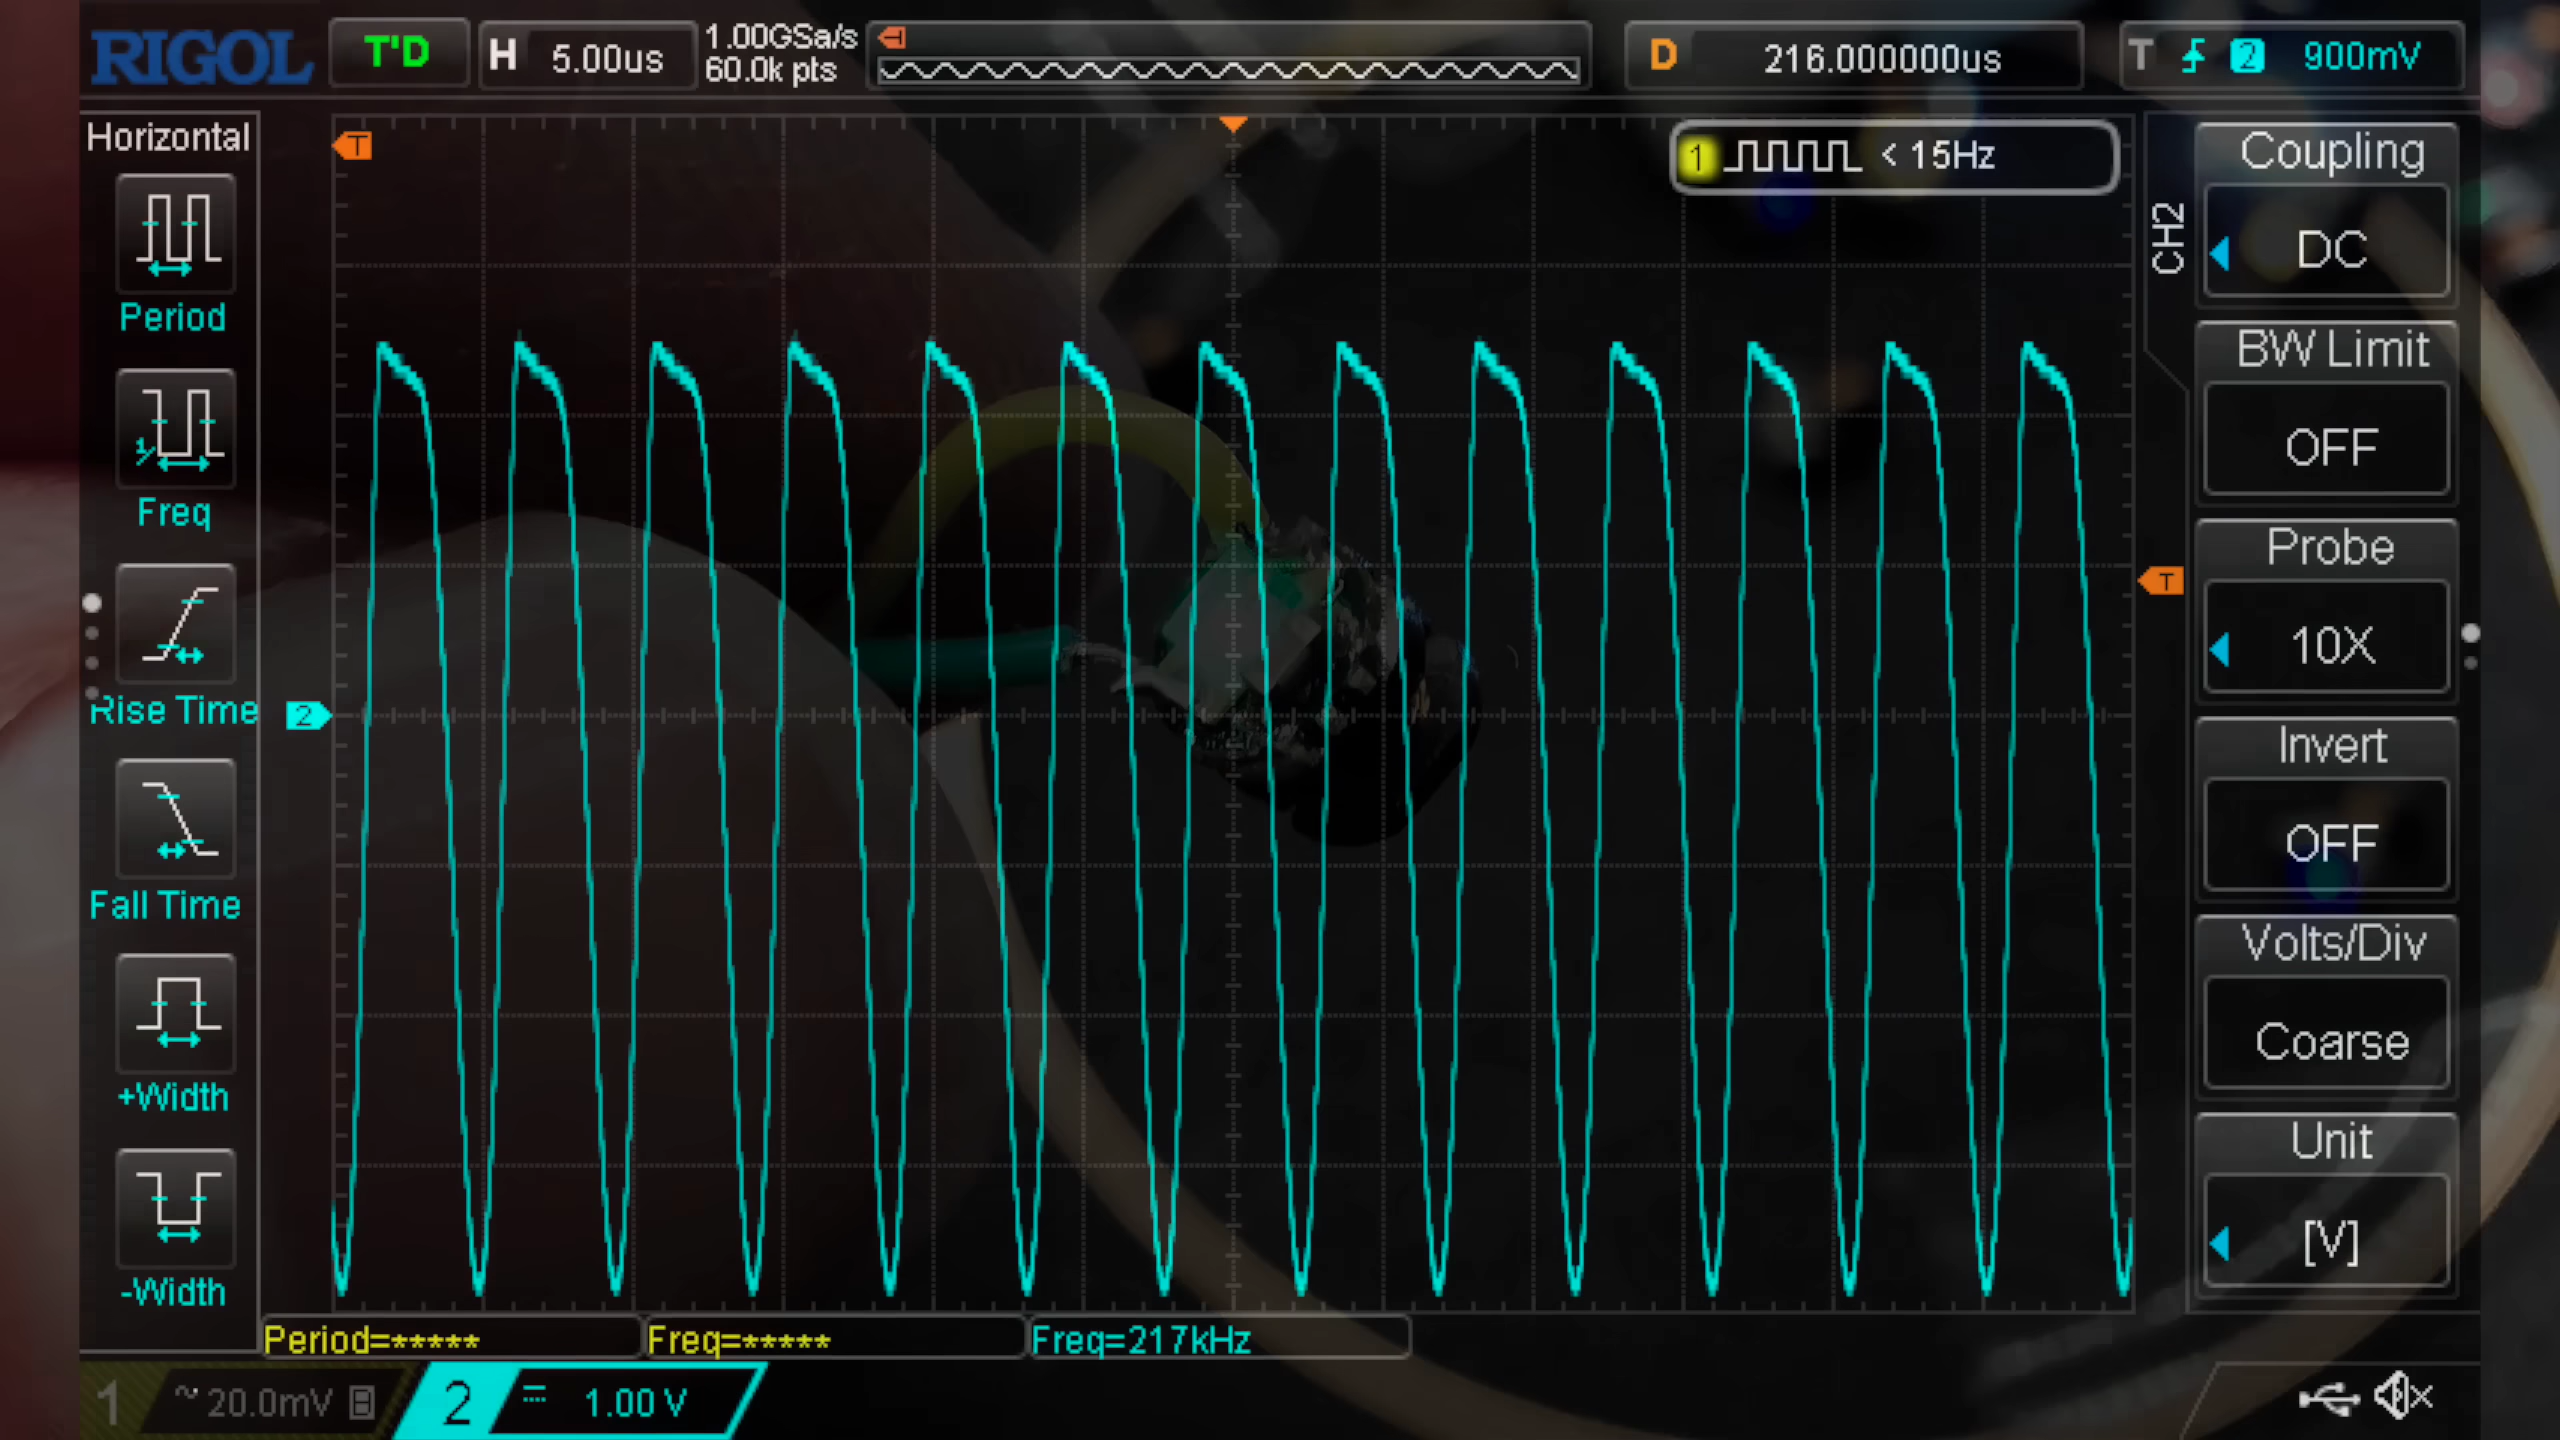 RIGOL
T'D
H 5.00us
1.00GSa/s
60.0k pts
D 216.000000us
T 2 900mV
Horizontal
Period
Freq
Rise Time
Fall Time
+Width
-Width
T
1 < 15Hz
2
T
CH2
Coupling
DC
BW Limit
OFF
Probe
10X
Invert
OFF
Volts/Div
Coarse
Unit
[V]
Period=*****
Freq=*****
Freq=217kHz
1 ~ 20.0mV B
2 1.00 V